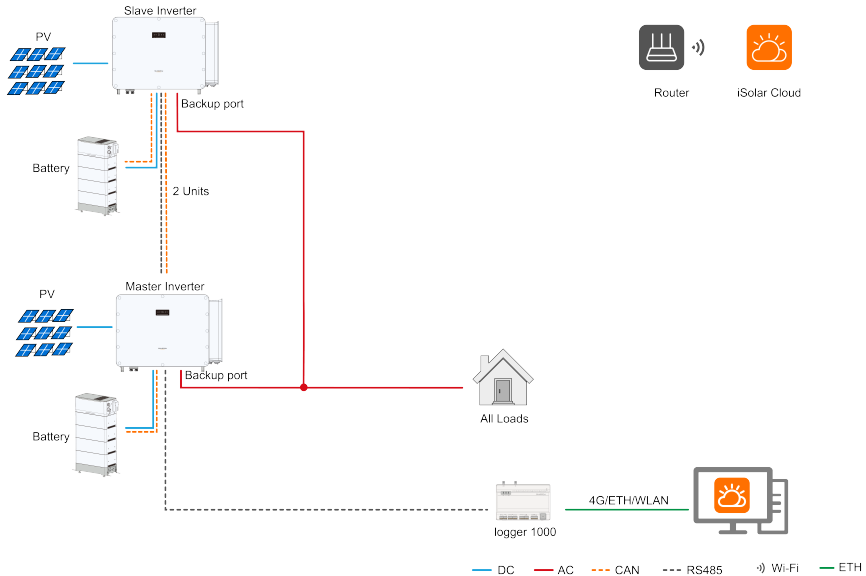 Slave Inverter
PV
Router
iSolar Cloud
Backup port
Battery
2 Units
Master Inverter
PV
Backup port
All Loads
Battery
4G/ETH/WLAN
logger 1000
DC
AC
CAN
RS485
Wi-Fi
ETH